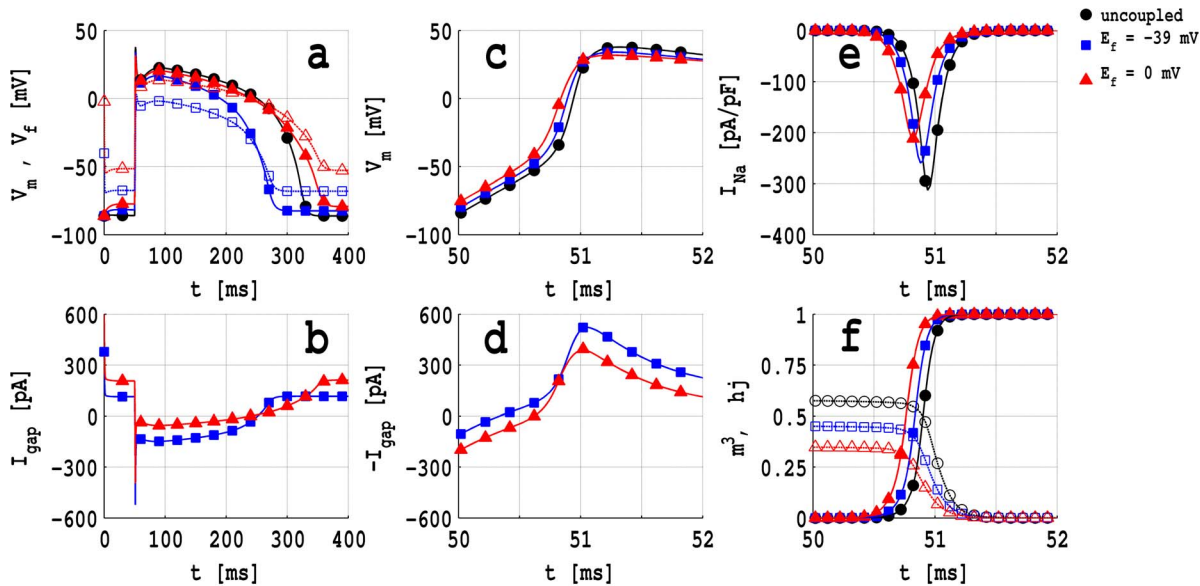 50
0
-50
-100
V_m , V_f [mV]
a
0 100 200 300 400
t [ms]
50
0
-50
-100
V_m [mV]
c
50 51 52
t [ms]
0
-100
-200
-300
-400
I_Na [pA/pF]
e
50 51 52
t [ms]
uncoupled
E_f = -39 mV
E_f = 0 mV
600
300
0
-300
-600
I_gap [pA]
b
0 100 200 300 400
t [ms]
600
300
0
-300
-600
-I_gap [pA]
d
50 51 52
t [ms]
1
0.75
0.5
0.25
0
m³, hj
f
50 51 52
t [ms]